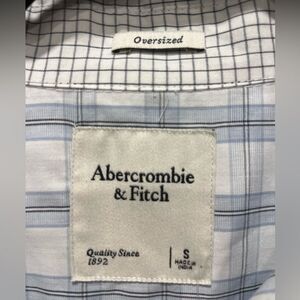 Oversized
Abercrombie
& Fitch
Quality Since
1892
S
MADE IN
INDIA